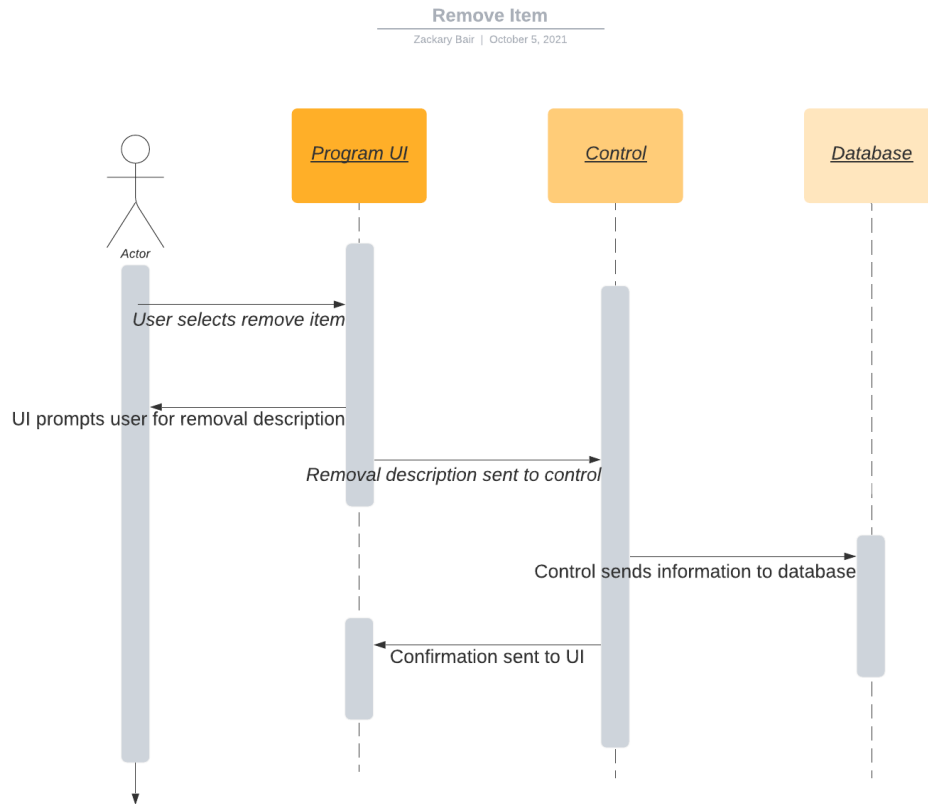 Remove Item
Zackary Bair | October 5, 2021
Program UI
Control
Database
Actor
User selects remove item
UI prompts user for removal description
Removal description sent to control
Control sends information to database
Confirmation sent to UI